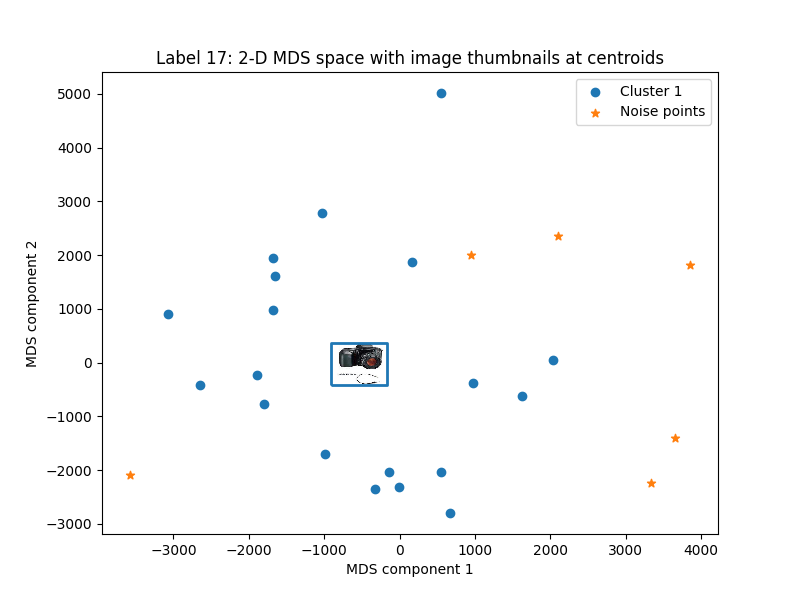 Label 17: 2-D MDS space with image thumbnails at centroids
Cluster 1
Noise points
5000
4000
3000
2000
1000
0
−1000
−2000
−3000
MDS component 2
−3000 −2000 −1000 0 1000 2000 3000 4000
MDS component 1